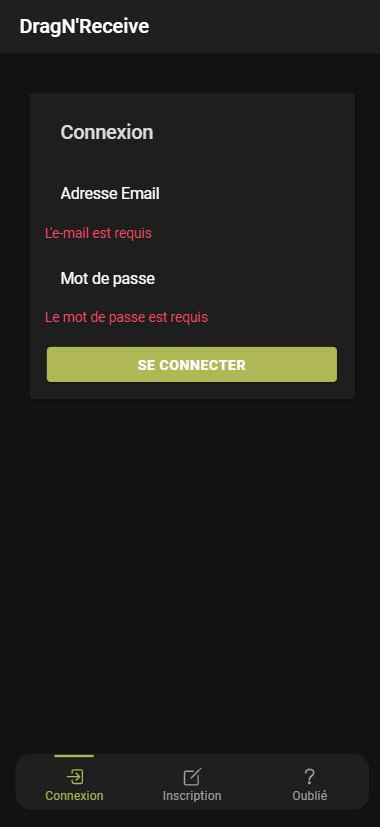 DragN'Receive
Connexion
Adresse Email
L'e-mail est requis
Mot de passe
Le mot de passe est requis
SE CONNECTER
Connexion
Inscription
Oublié